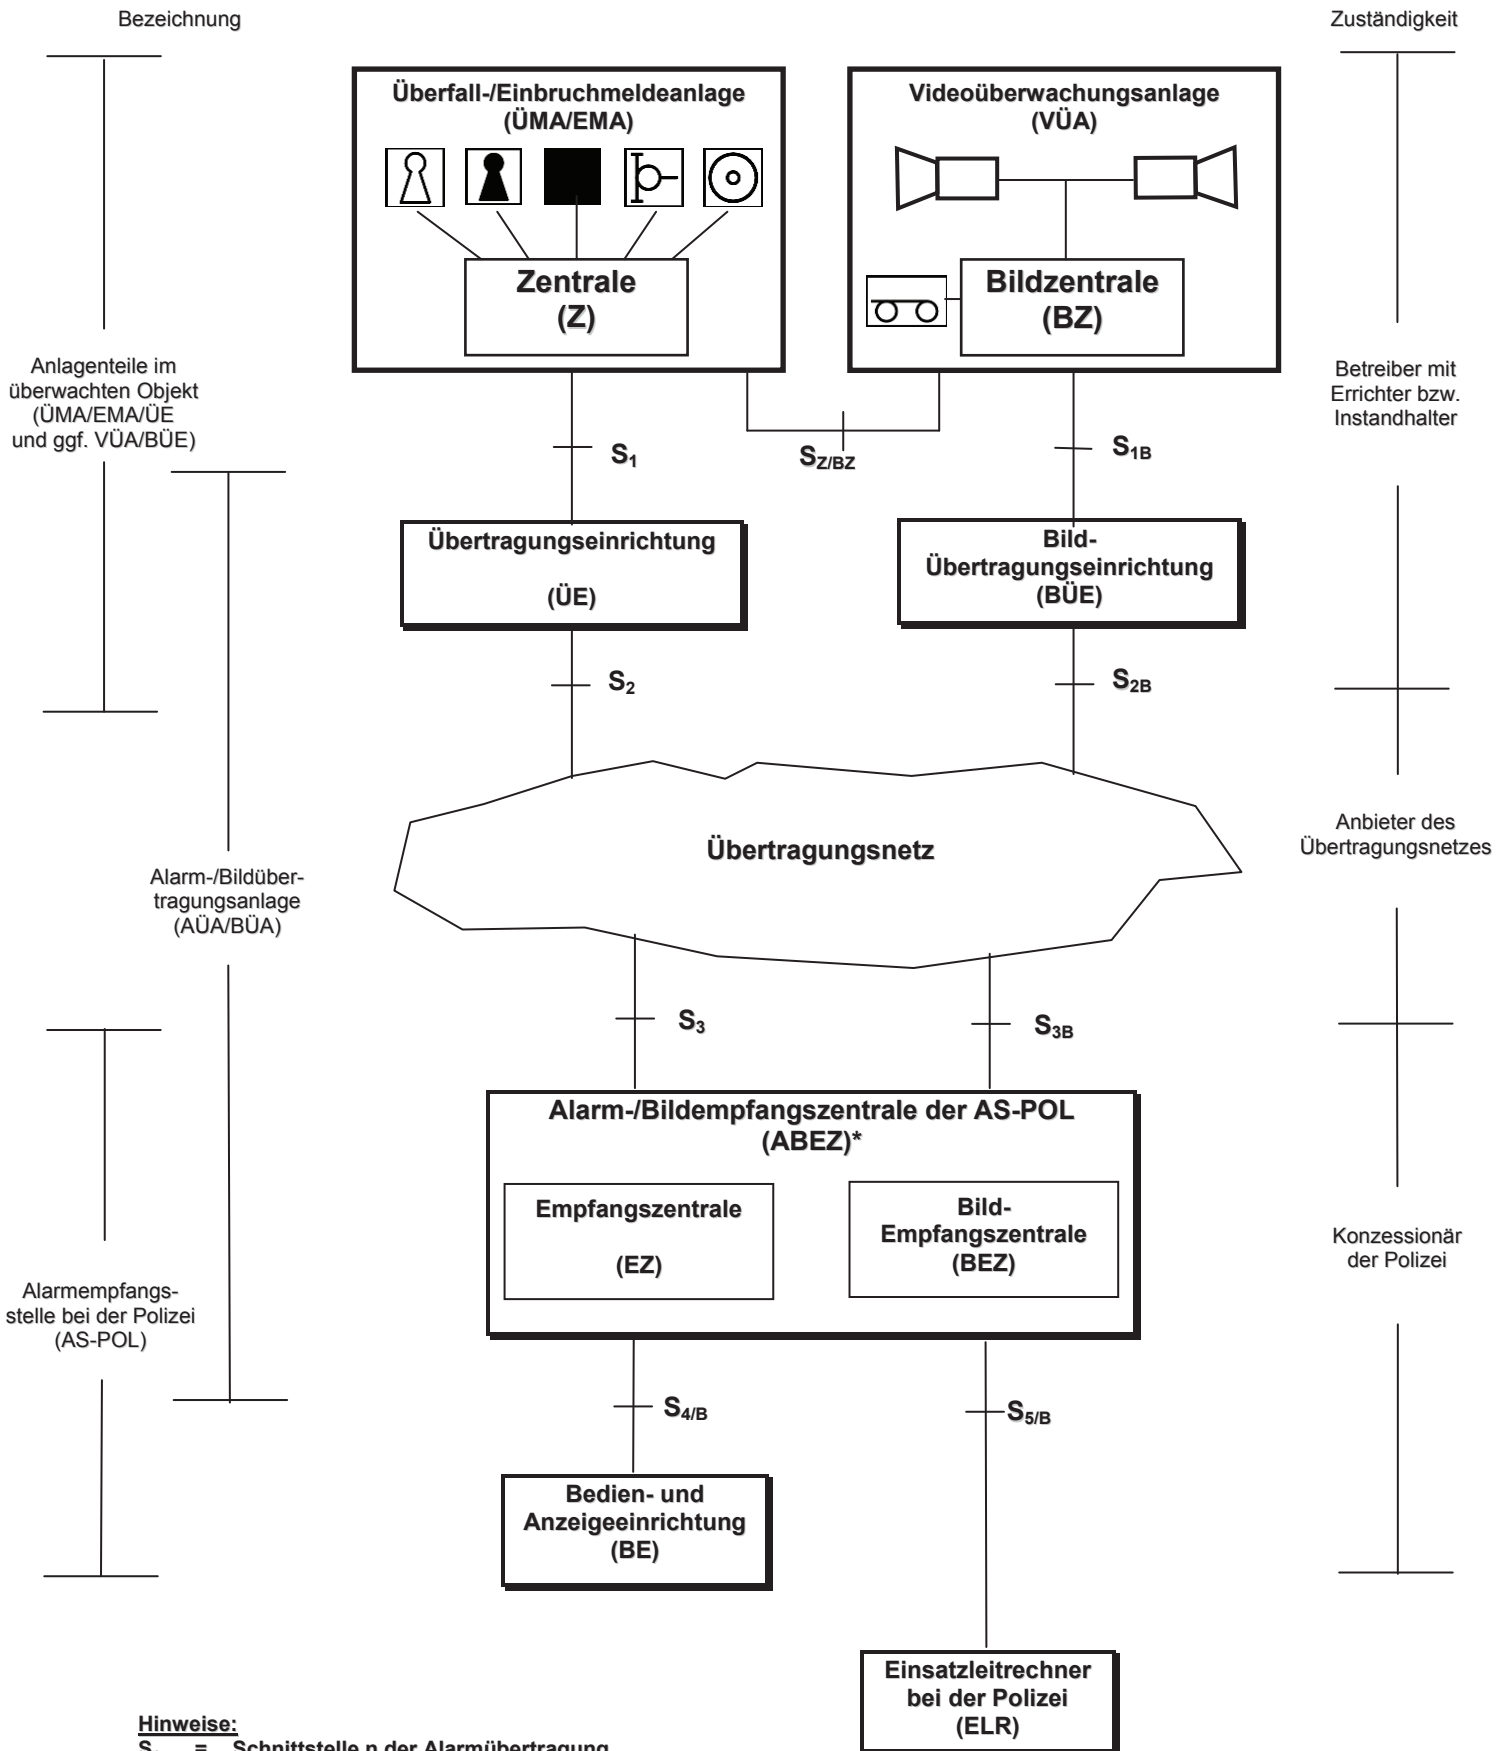 Bezeichnung
Zuständigkeit
Überfall-/Einbruchmeldeanlage
(ÜMA/EMA)
Videoüberwachungsanlage
(VÜA)
Zentrale
(Z)
Bildzentrale
(BZ)
Anlagenteile im
überwachten Objekt
(ÜMA/EMA/ÜE
und ggf. VÜA/BÜE)
Betreiber mit
Errichter bzw.
Instandhalter
S1
SZ/BZ
S1B
Übertragungseinrichtung
(ÜE)
Bild-
Übertragungseinrichtung
(BÜE)
S2
S2B
Übertragungsnetz
Anbieter des
Übertragungsnetzes
Alarm-/Bildüber-
tragungsanlage
(AÜA/BÜA)
S3
S3B
Alarm-/Bildempfangszentrale der AS-POL
(ABEZ)*
Empfangszentrale
(EZ)
Bild-
Empfangszentrale
(BEZ)
Konzessionär
der Polizei
Alarmempfangs-
stelle bei der Polizei
(AS-POL)
S4/B
S5/B
Bedien- und
Anzeigeeinrichtung
(BE)
Einsatzleitrechner
bei der Polizei
(ELR)
Hinweise:
= Schnittstelle n der Alarmübertragung